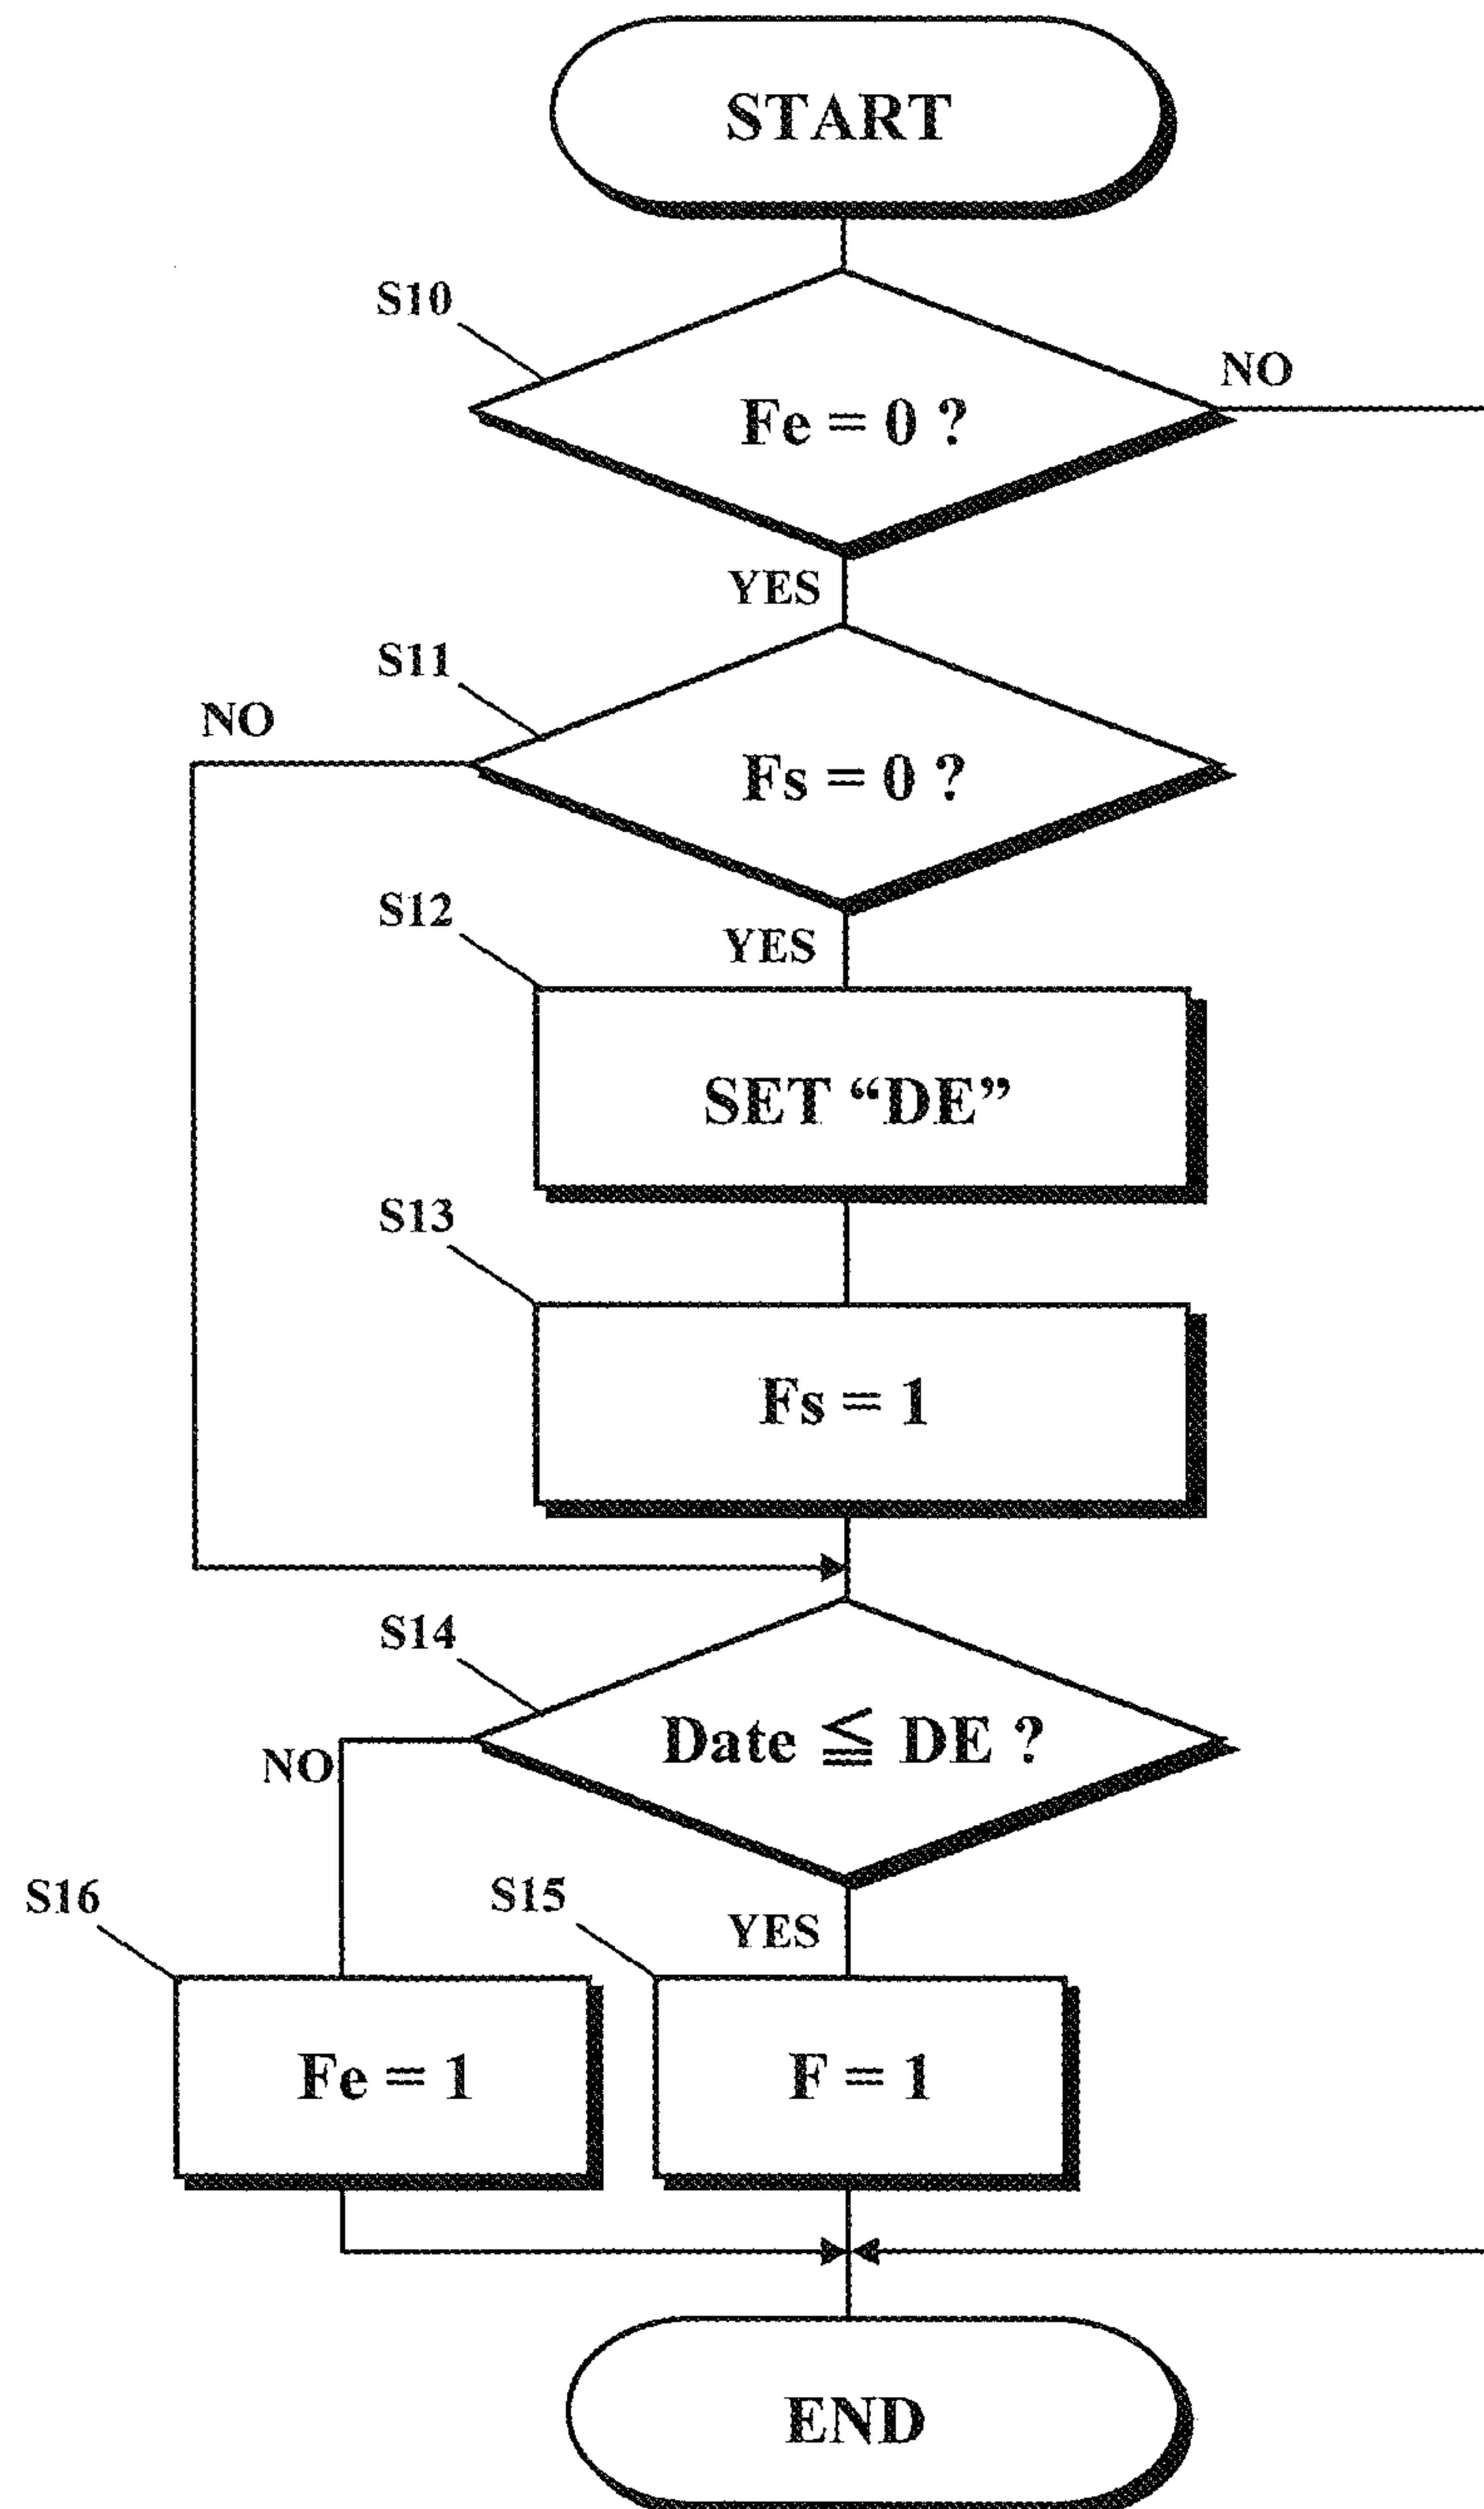 START
S10
NO
Fe = 0 ?
YES
S11
NO
Fs = 0 ?
S12
YES
SET “DE”
S13
Fs = 1
S14
Date ≦ DE ?
NO
S16
S15
YES
Fe = 1
F = 1
END